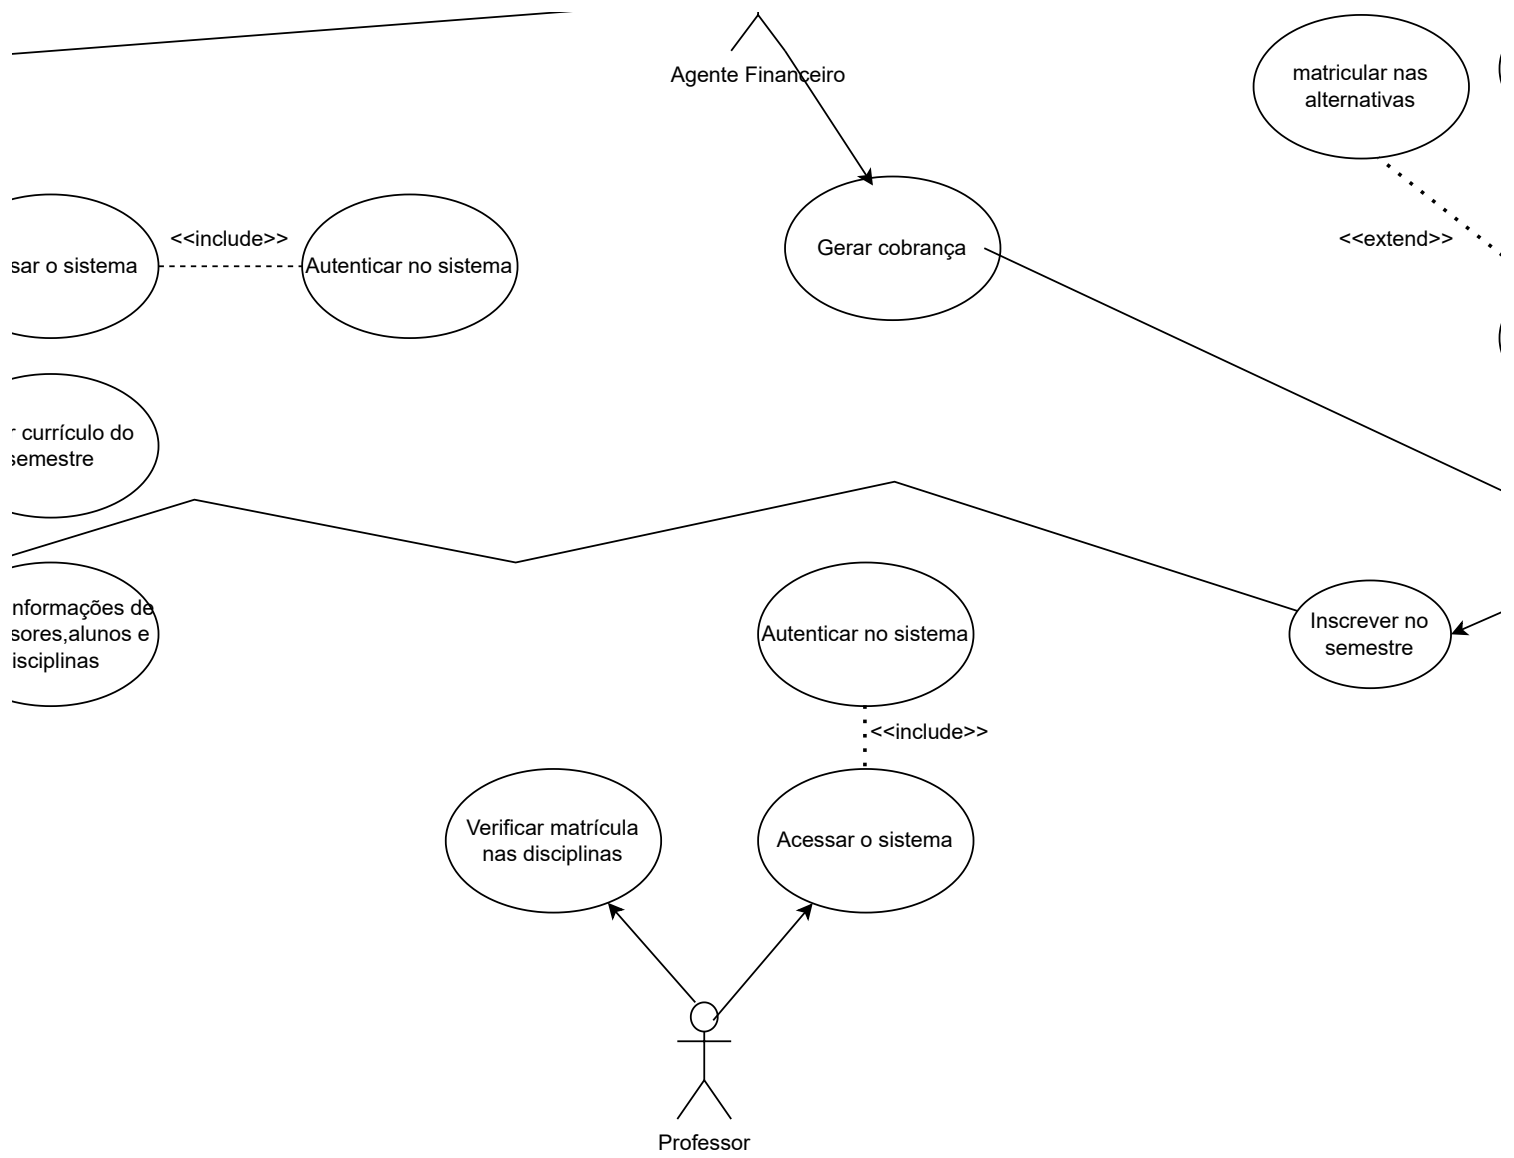 Agente Financeiro
matricular nas
alternativas
<<include>>
<<extend>>
sar o sistema
Autenticar no sistema
Gerar cobrança
r currículo do
semestre
nformações de
sores,alunos e
isciplinas
Autenticar no sistema
Inscrever no
semestre
<<include>>
Verificar matrícula
nas disciplinas
Acessar o sistema
Professor